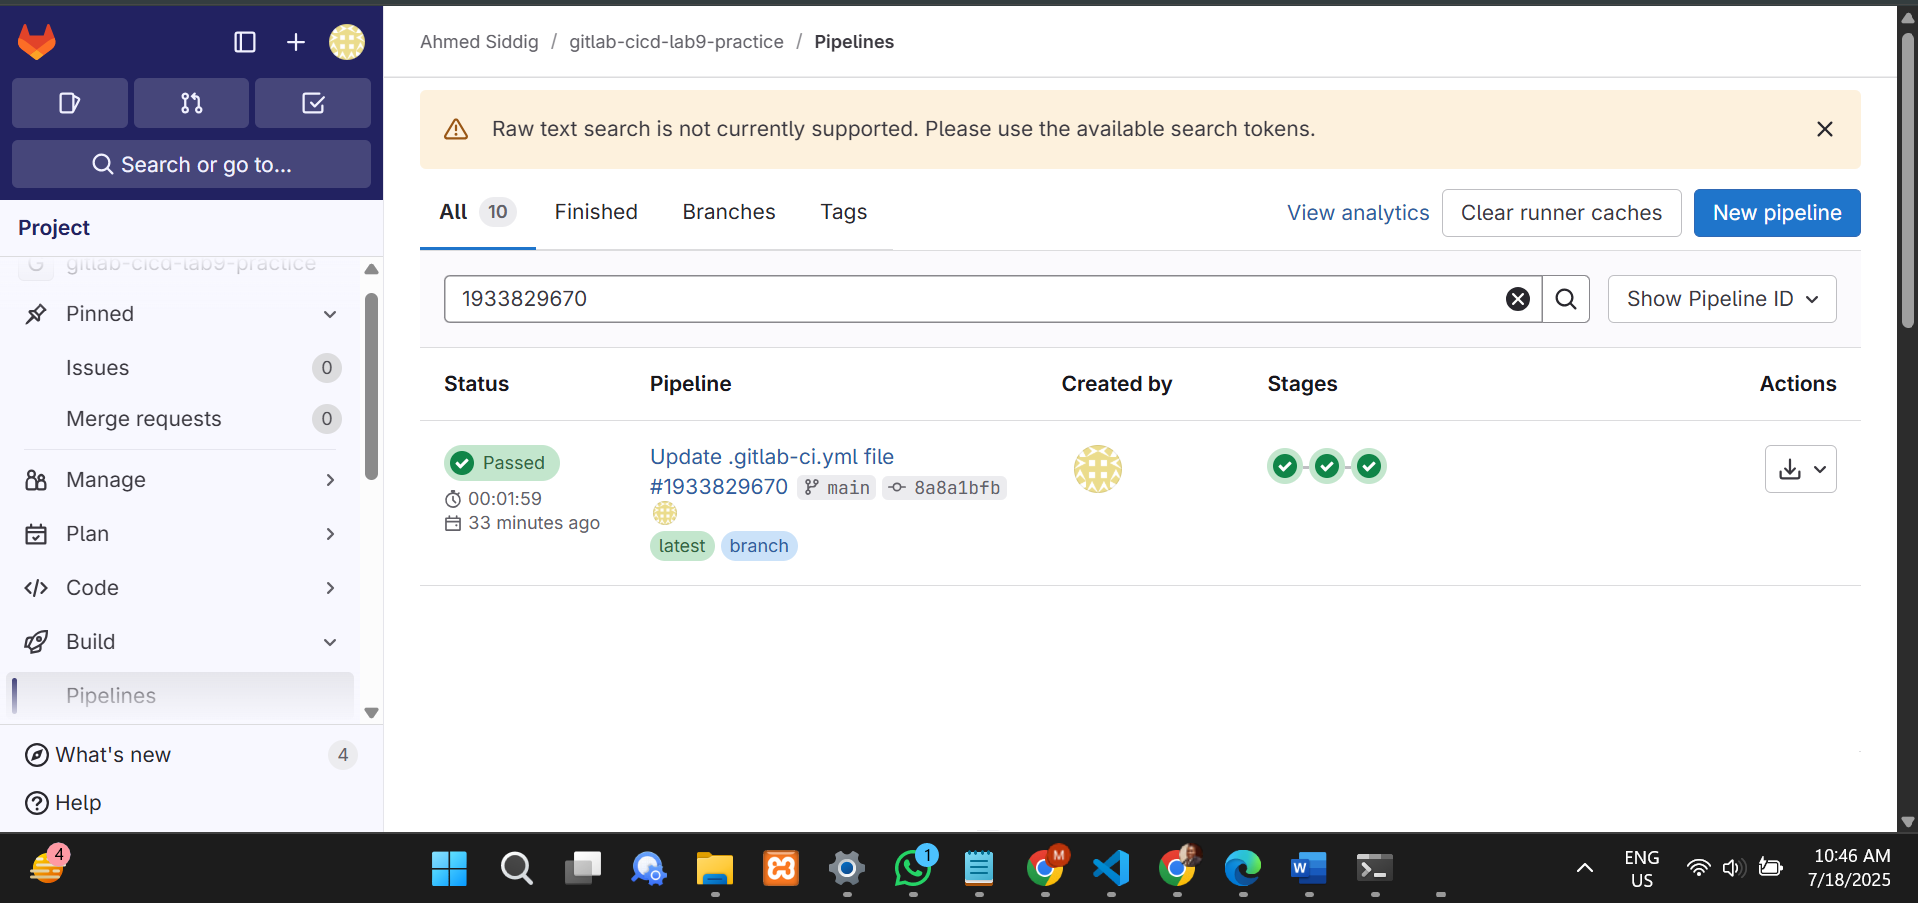 Ahmed Siddig / gitlab-cicd-lab9-practice / Pipelines
Search or go to...
Project
gitlab-cicd-lab9-practice
Pinned
Issues 0
Merge requests 0
Manage
Plan
Code
Build
Pipelines
What's new 4
Help
Raw text search is not currently supported. Please use the available search tokens.
All 10 Finished Branches Tags
View analytics Clear runner caches New pipeline
1933829670 Show Pipeline ID
Status Pipeline Created by Stages Actions
Passed
00:01:59
33 minutes ago
Update .gitlab-ci.yml file
#1933829670 main 8a8a1bfb
latest branch
4
1
M
W
ENG
US
10:46 AM
7/18/2025